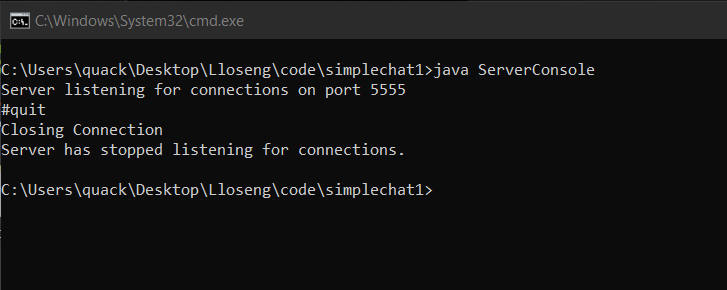 C:\Windows\System32\cmd.exe
C:\Users\quack\Desktop\Lloseng\code\simplechat1>java ServerConsole
Server listening for connections on port 5555
#quit
Closing Connection
Server has stopped listening for connections.
C:\Users\quack\Desktop\Lloseng\code\simplechat1>